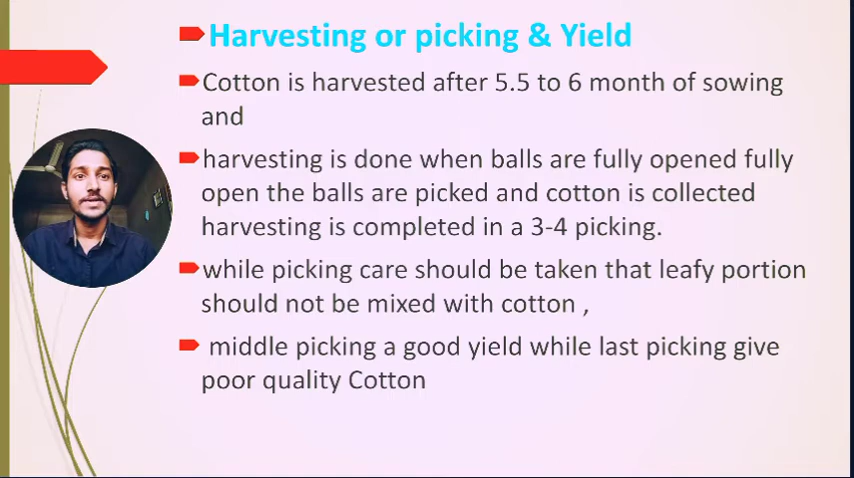 Harvesting or picking & Yield
Cotton is harvested after 5.5 to 6 month of sowing
and
harvesting is done when balls are fully opened fully
open the balls are picked and cotton is collected
harvesting is completed in a 3-4 picking.
while picking care should be taken that leafy portion
should not be mixed with cotton ,
middle picking a good yield while last picking give
poor quality Cotton